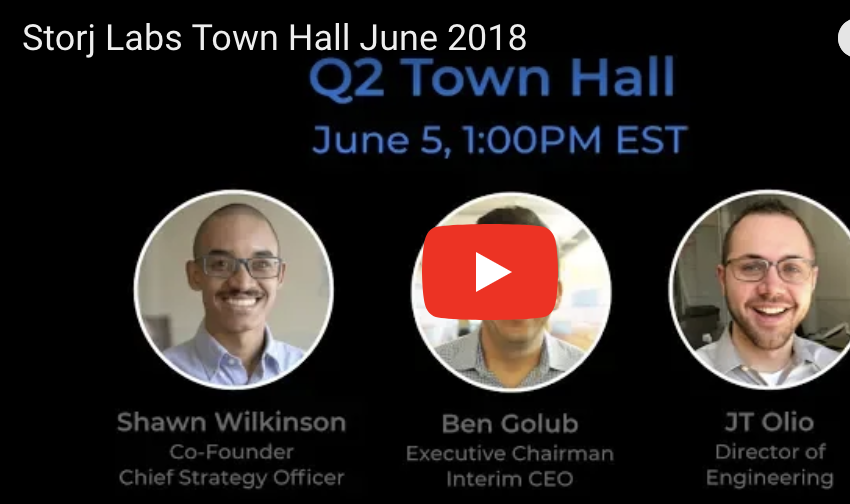 Storj Labs Town Hall June 2018
Q2 Town Hall
June 5, 1:00PM EST
Shawn Wilkinson
Co-Founder
Chief Strategy Officer
Ben Golub
Executive Chairman
Interim CEO
JT Olio
Director of
Engineering